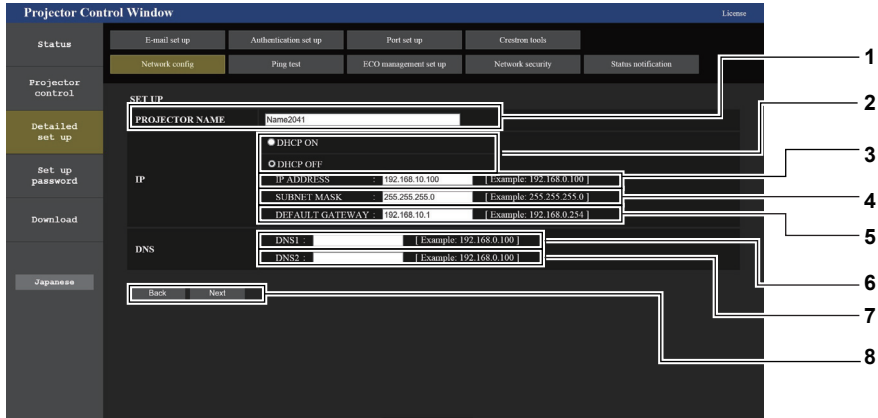 Projector Control Window
License
Status
Projector
control
Detailed
set up
Set up
password
Download
Japanese
E-mail set up
Authentication set up
Port set up
Crestron tools
Network config
Ping test
ECO management set up
Network security
Status notification
SET UP
PROJECTOR NAME Name2041
IP
DHCP ON
DHCP OFF
IP ADDRESS : 192.168.10.100 [ Example: 192.168.0.100 ]
SUBNET MASK : 255.255.255.0 [ Example: 255.255.255.0 ]
DEFAULT GATEWAY : 192.168.10.1 [ Example: 192.168.0.254 ]
DNS
DNS1 : [ Example: 192.168.0.100 ]
DNS2 : [ Example: 192.168.0.100 ]
Back Next
1
2
3
4
5
6
7
8